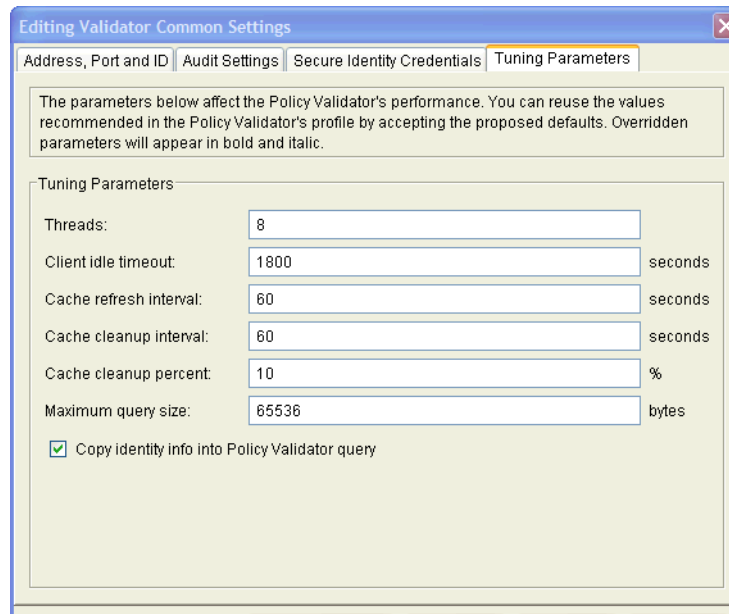 Editing Validator Common Settings
Address, Port and ID Audit Settings Secure Identity Credentials Tuning Parameters
The parameters below affect the Policy Validator's performance. You can reuse the values
recommended in the Policy Validator's profile by accepting the proposed defaults. Overridden
parameters will appear in bold and italic.
Tuning Parameters
Threads: 8
Client idle timeout: 1800 seconds
Cache refresh interval: 60 seconds
Cache cleanup interval: 60 seconds
Cache cleanup percent: 10 %
Maximum query size: 65536 bytes
Copy identity info into Policy Validator query